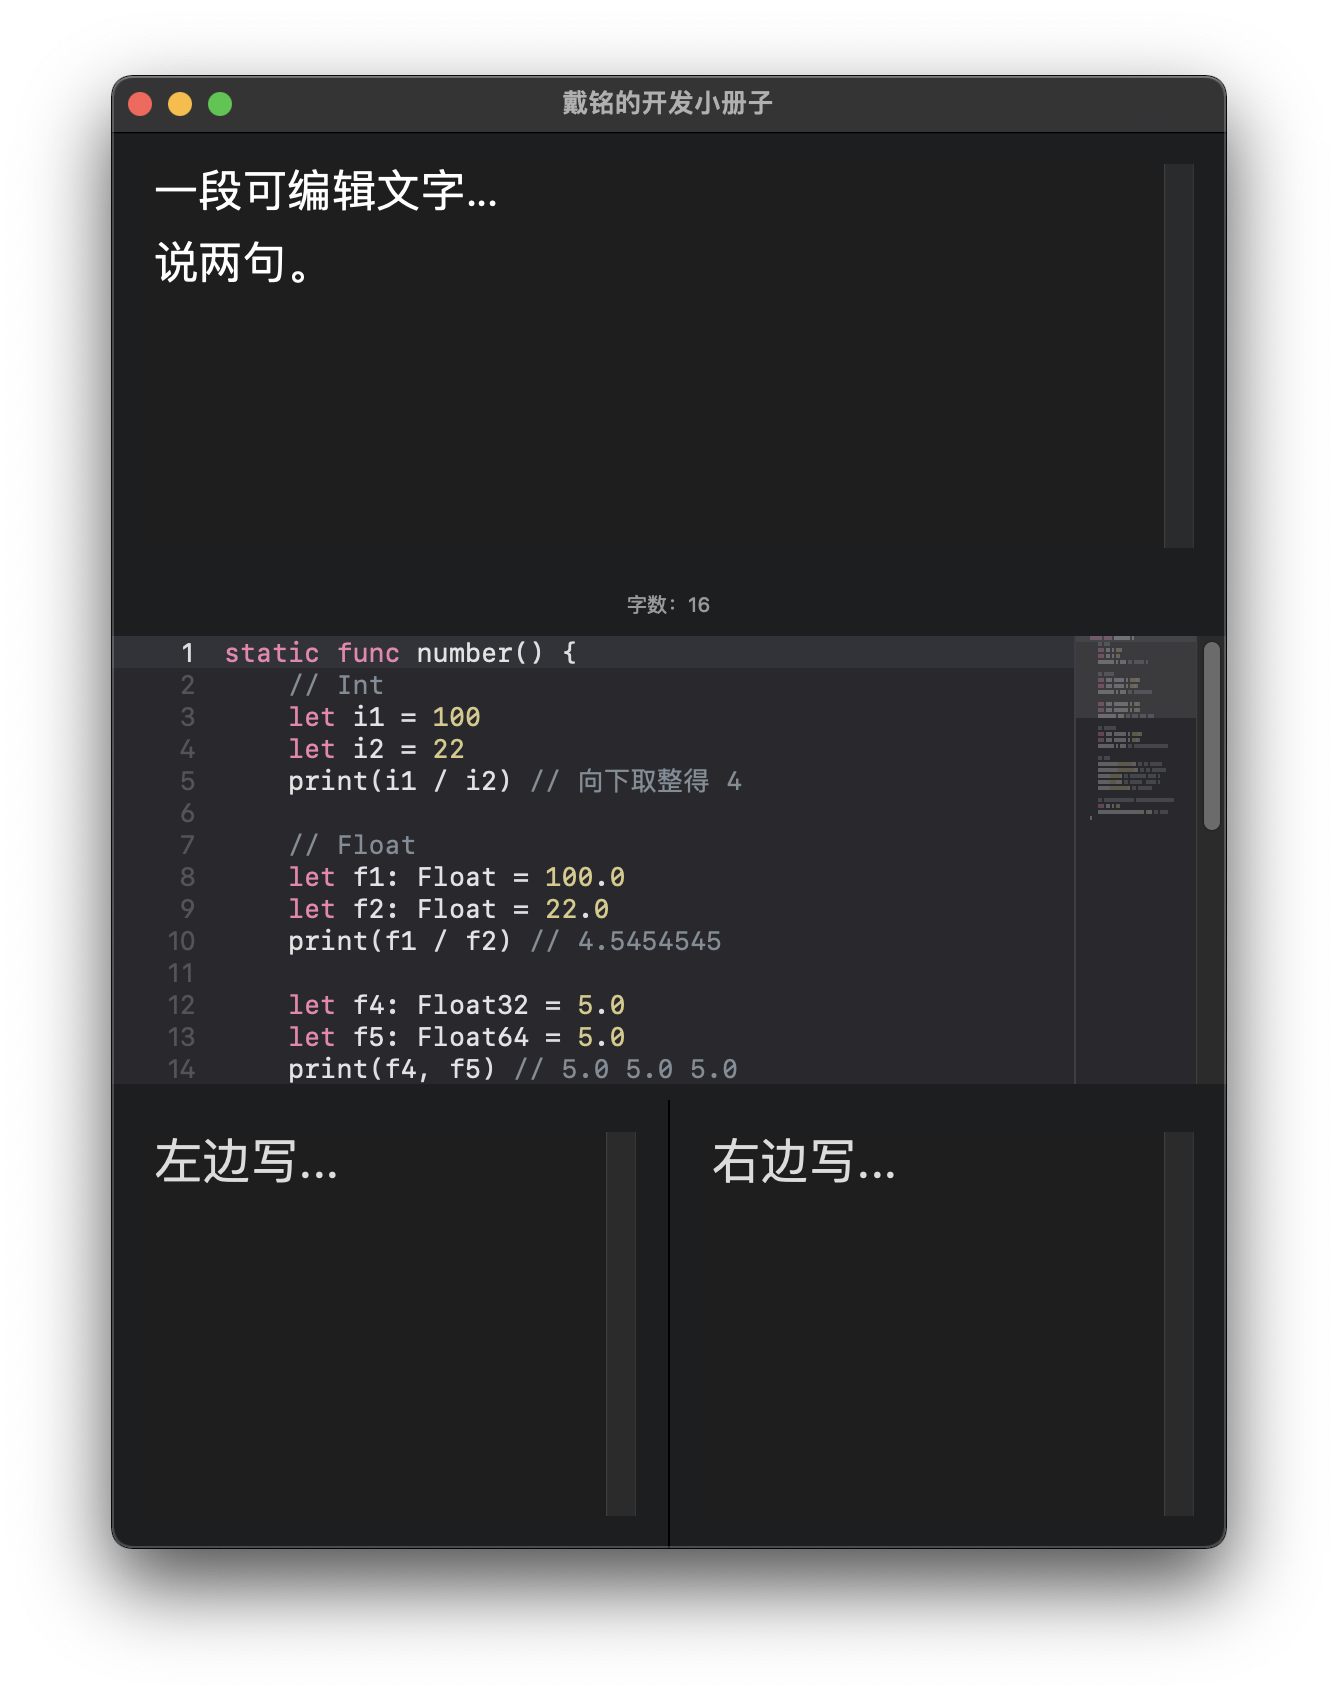 戴铭的开发小册子
一段可编辑文字...
说两句。
字数：16
1 static func number() {
2     // Int
3     let i1 = 100
4     let i2 = 22
5     print(i1 / i2) // 向下取整得 4
6
7     // Float
8     let f1: Float = 100.0
9     let f2: Float = 22.0
10     print(f1 / f2) // 4.5454545
11
12     let f4: Float32 = 5.0
13     let f5: Float64 = 5.0
14     print(f4, f5) // 5.0 5.0 5.0
左边写...
右边写...